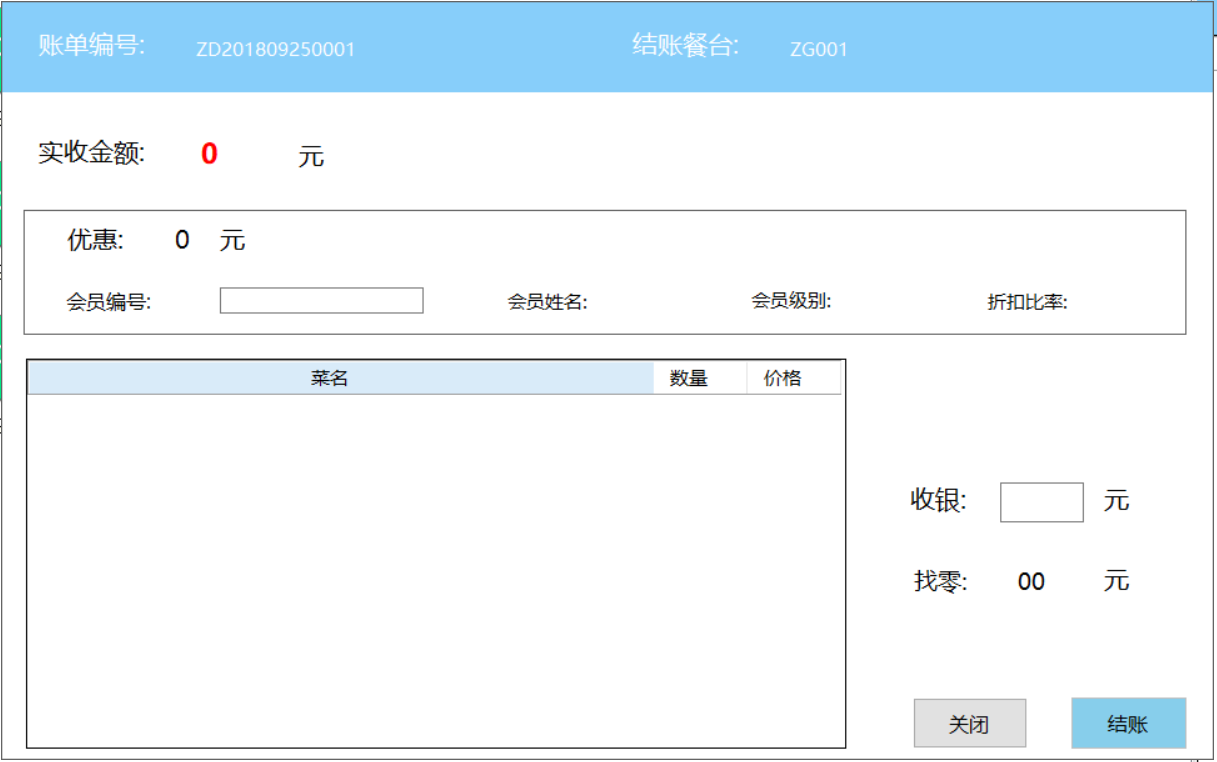 账单编号: ZD201809250001 结账餐台: ZG001
实收金额: 0 元
优惠: 0 元
会员编号: 会员姓名: 会员级别: 折扣比率:
菜名 数量 价格
收银: 元
找零: 00 元
关闭 结账